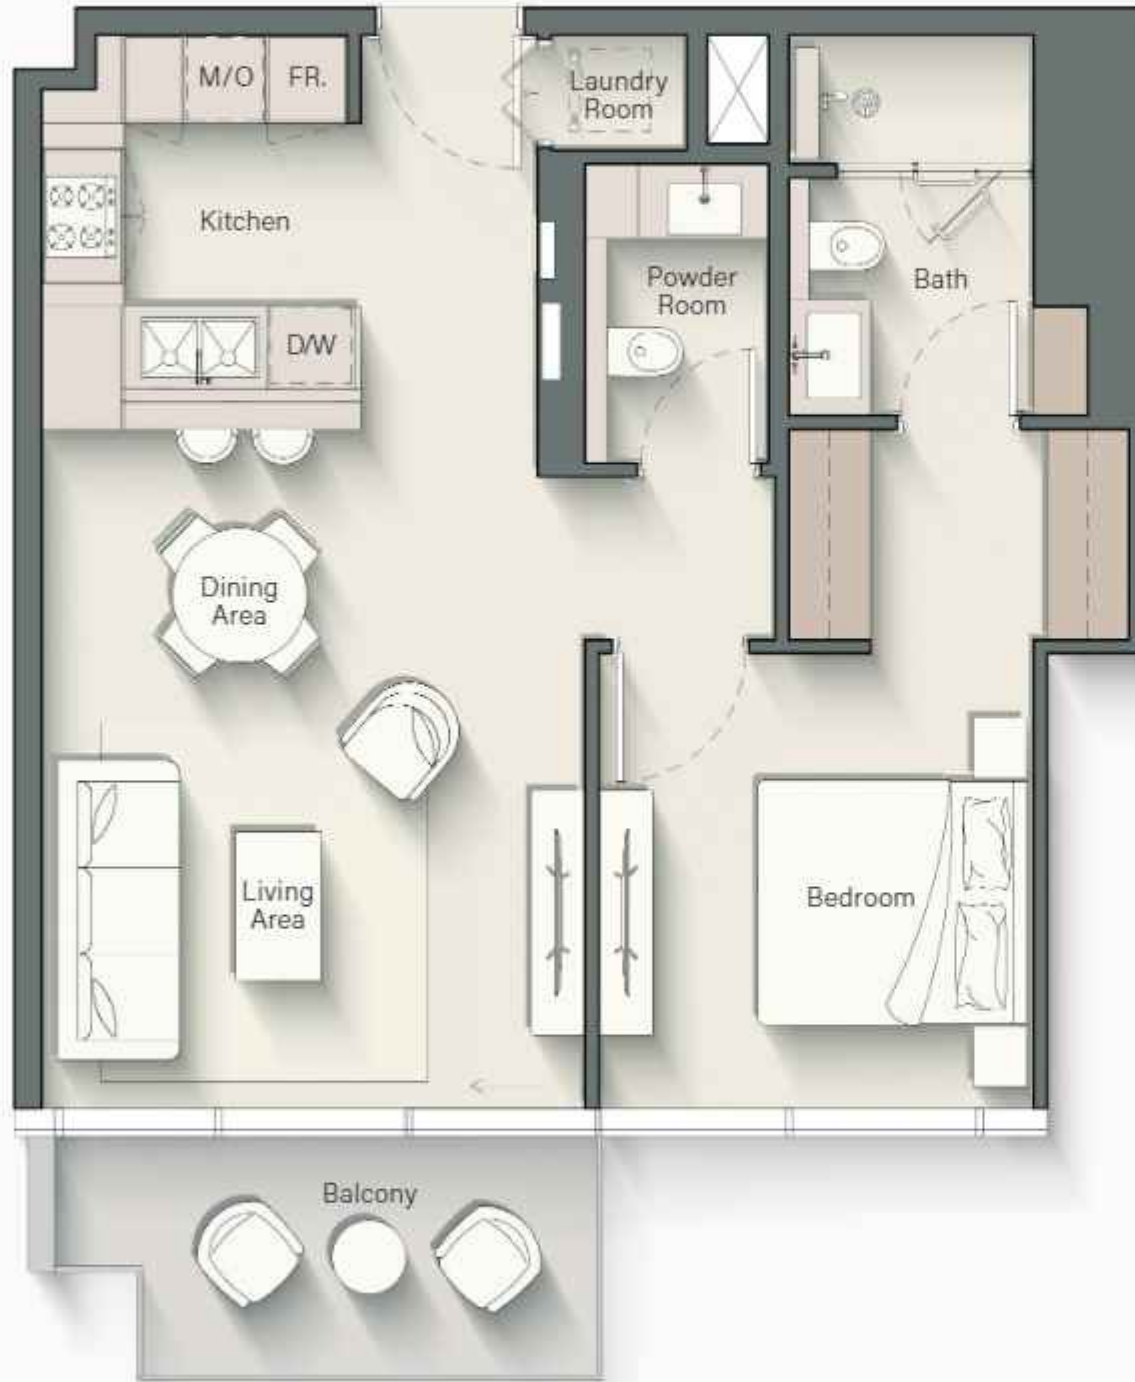 M/O
FR.
Laundry
Room
Kitchen
Powder
Room
Bath
D/W
Dining
Area
Living
Area
Bedroom
Balcony